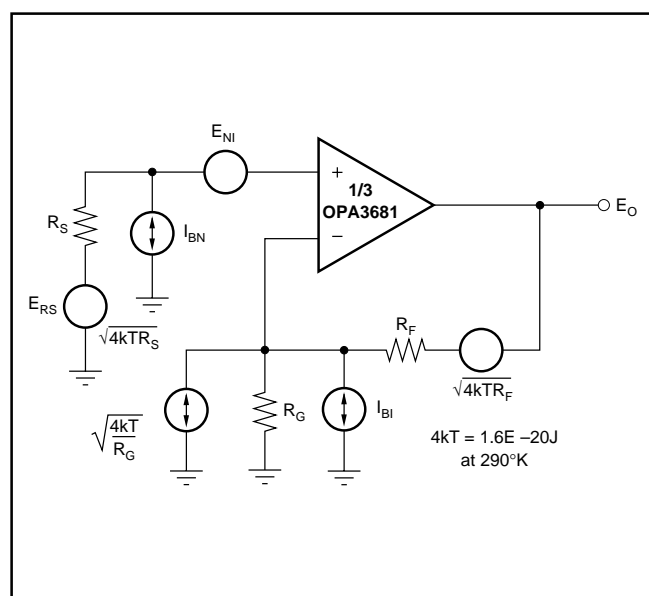 E_NI
+
1/3
OPA3681
−
E_O
R_S
I_BN
E_RS
√4kTR_S
R_F
√4kTR_F
√4kT/R_G
R_G
I_BI
4kT = 1.6E –20J
at 290°K